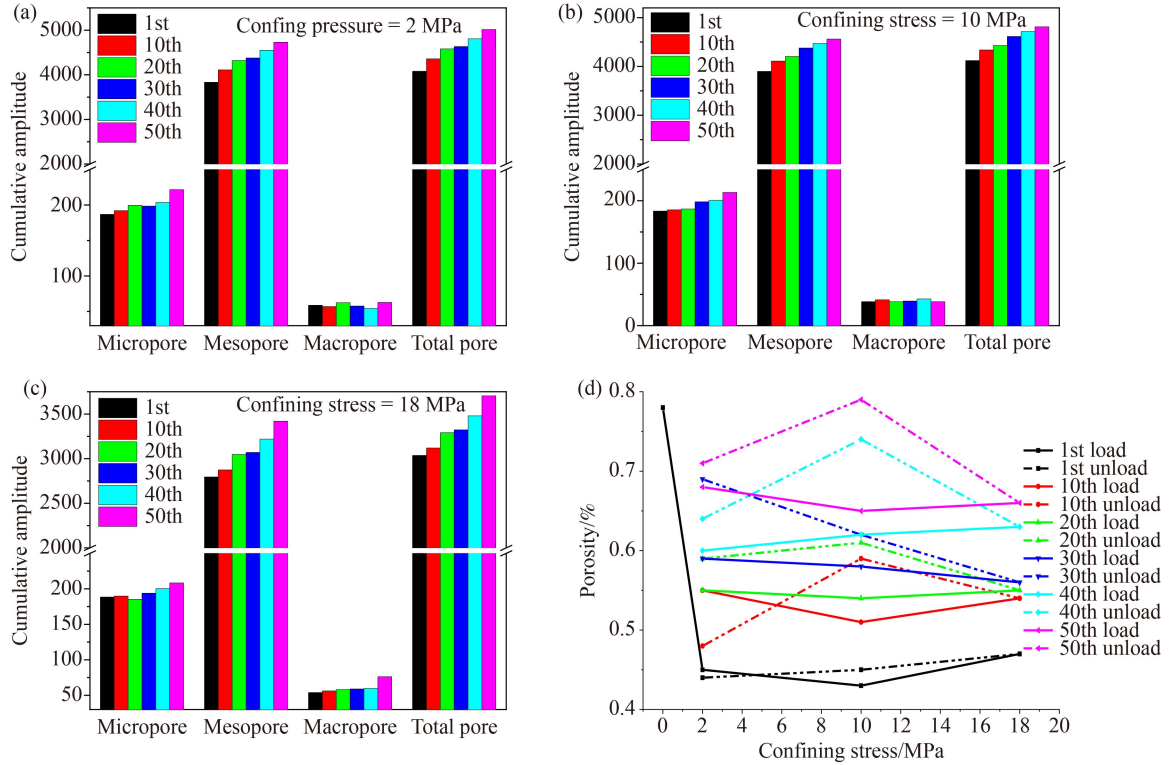 (a)
Confing pressure = 2 MPa
1st
10th
20th
30th
40th
50th
Cumulative amplitude
5000
4000
3000
2000
200
100
Micropore Mesopore Macropore Total pore
(b)
Confining stress = 10 MPa
1st
10th
20th
30th
40th
50th
Cumulative amplitude
5000
4000
3000
2000
200
100
0
Micropore Mesopore Macropore Total pore
(c)
Confining stress = 18 MPa
1st
10th
20th
30th
40th
50th
Cumulative amplitude
3500
3000
2500
2000
200
150
100
50
Micropore Mesopore Macropore Total pore
(d)
Porosity/%
0.8
0.7
0.6
0.5
0.4
0 2 4 6 8 10 12 14 16 18 20
Confining stress/MPa
1st load
1st unload
10th load
10th unload
20th load
20th unload
30th load
30th unload
40th load
40th unload
50th load
50th unload